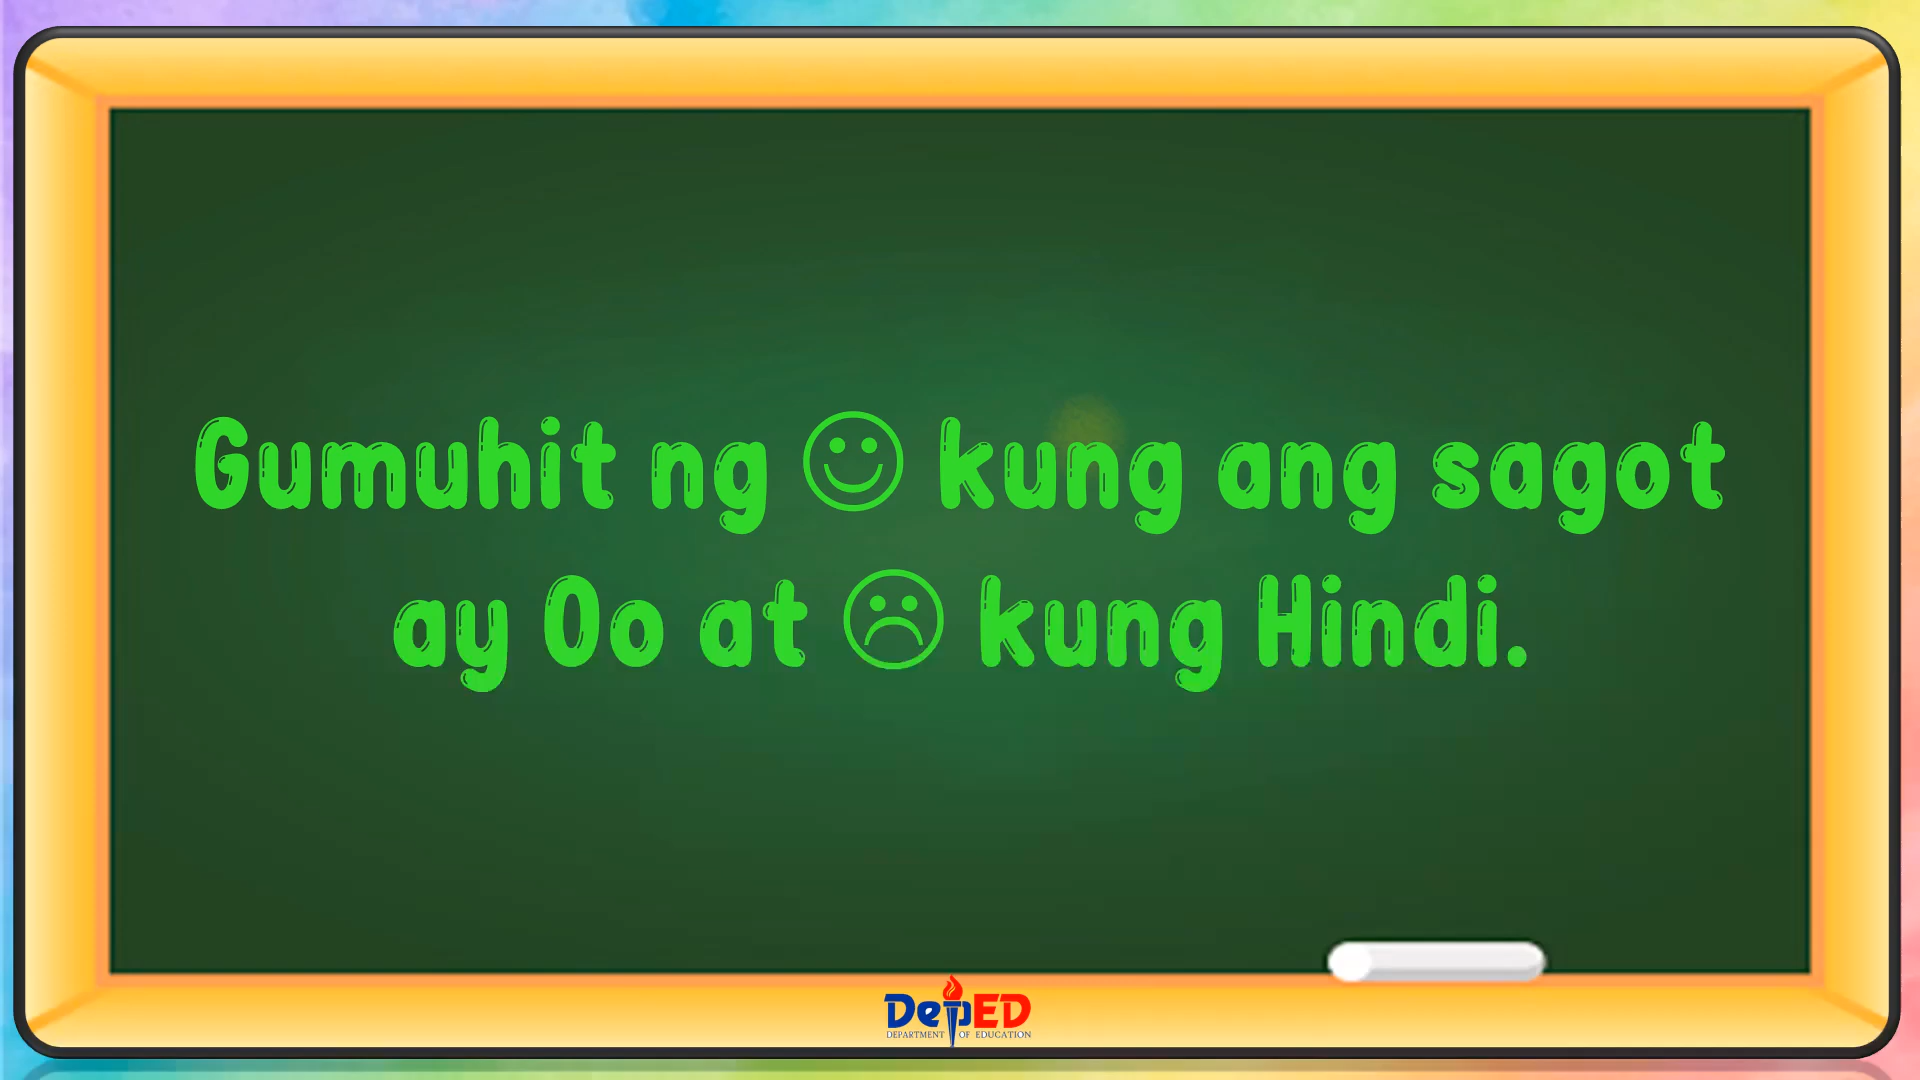 Gumuhit ng ☺ kung ang sagot
ay Oo at ☹ kung Hindi.
DepED
DEPARTMENT OF EDUCATION